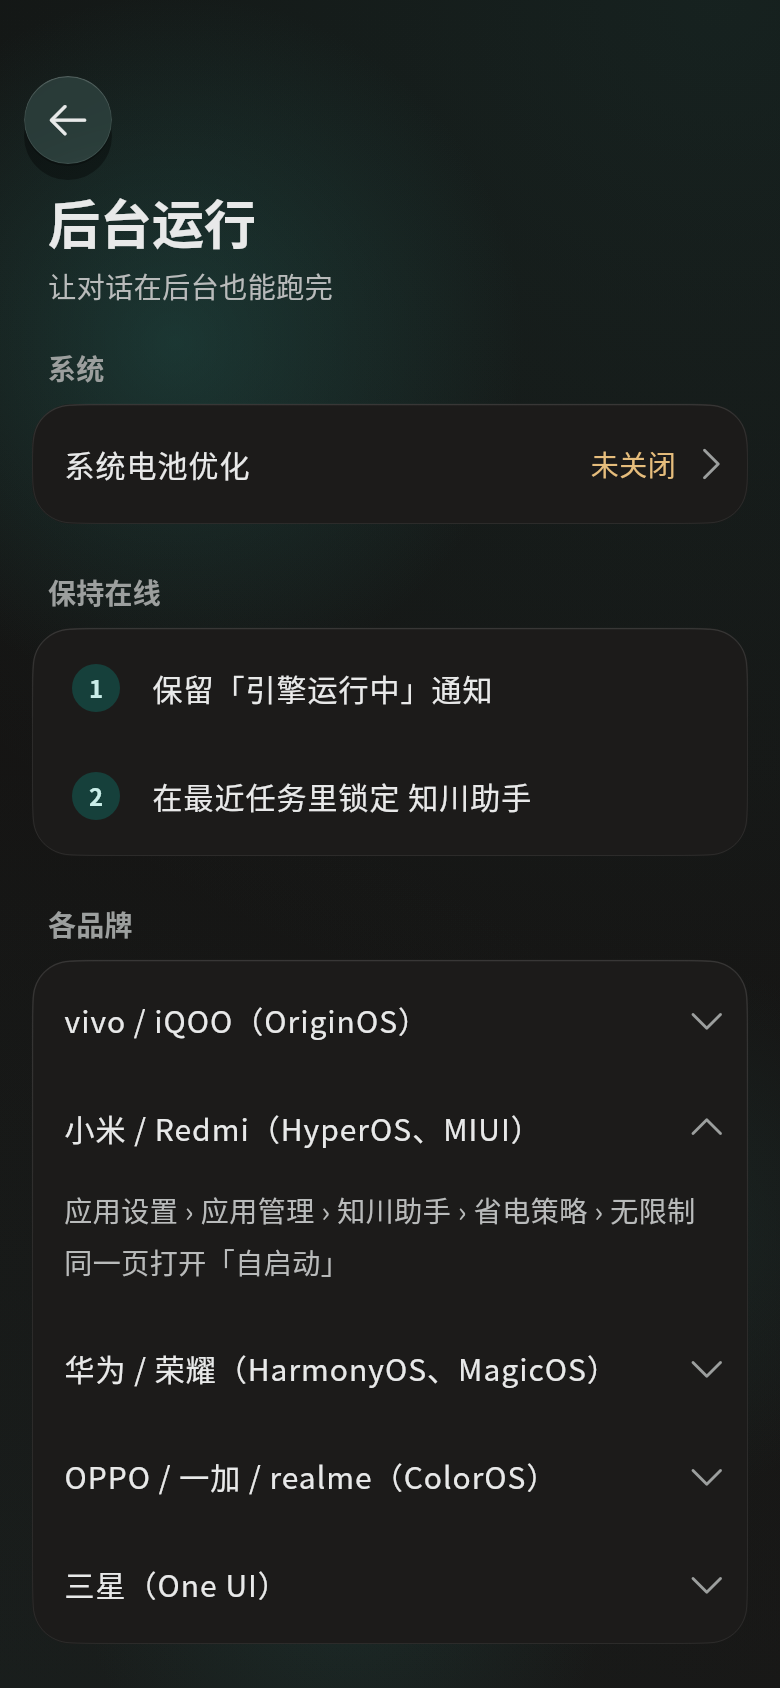 后台运行
让对话在后台也能跑完
系统
系统电池优化 未关闭
保持在线
1 保留「引擎运行中」通知
2 在最近任务里锁定 知川助手
各品牌
vivo / iQOO（OriginOS）
小米 / Redmi（HyperOS、MIUI）
应用设置 › 应用管理 › 知川助手 › 省电策略 › 无限制
同一页打开「自启动」
华为 / 荣耀（HarmonyOS、MagicOS）
OPPO / 一加 / realme（ColorOS）
三星（One UI）